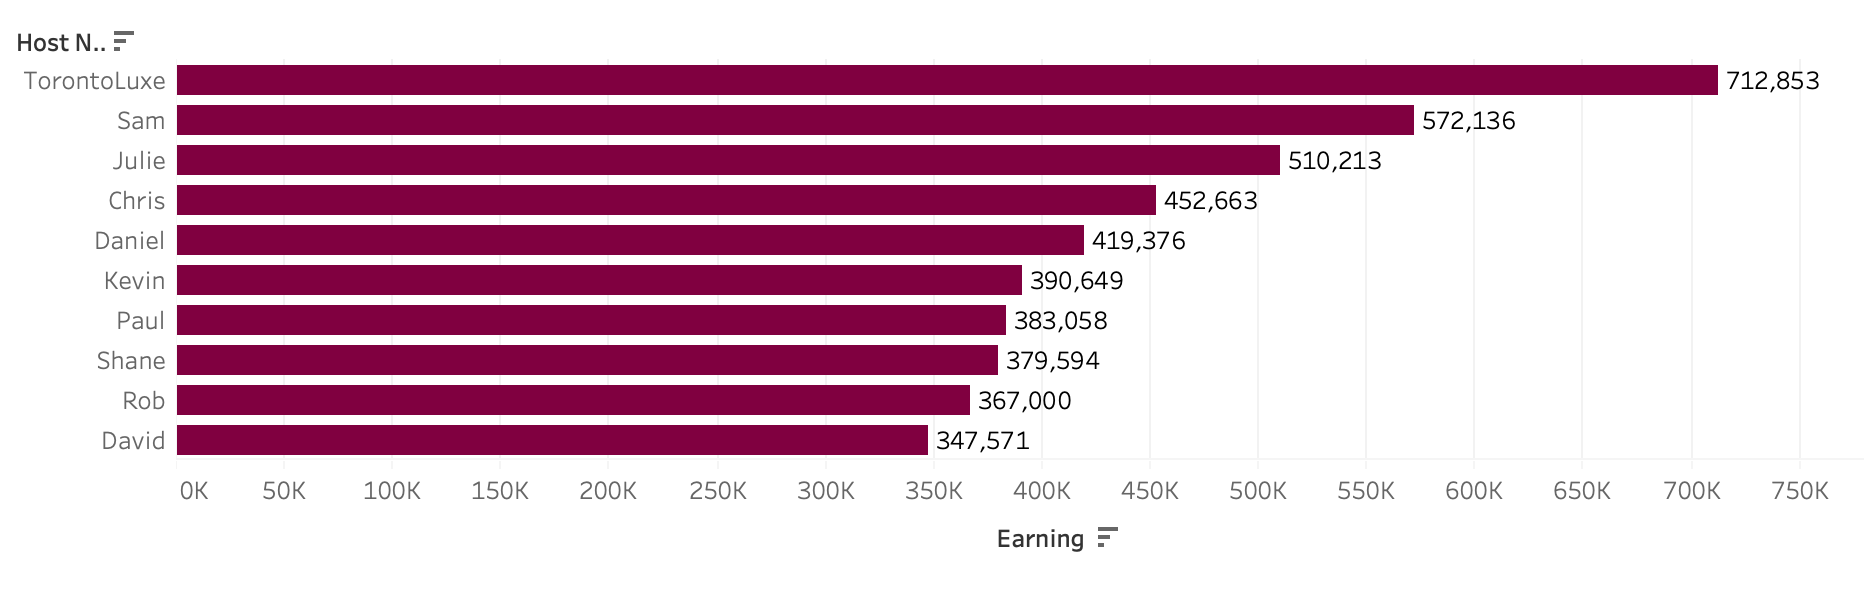 Host N..
TorontoLuxe 712,853
Sam 572,136
Julie 510,213
Chris 452,663
Daniel 419,376
Kevin 390,649
Paul 383,058
Shane 379,594
Rob 367,000
David 347,571
0K 50K 100K 150K 200K 250K 300K 350K 400K 450K 500K 550K 600K 650K 700K 750K
Earning